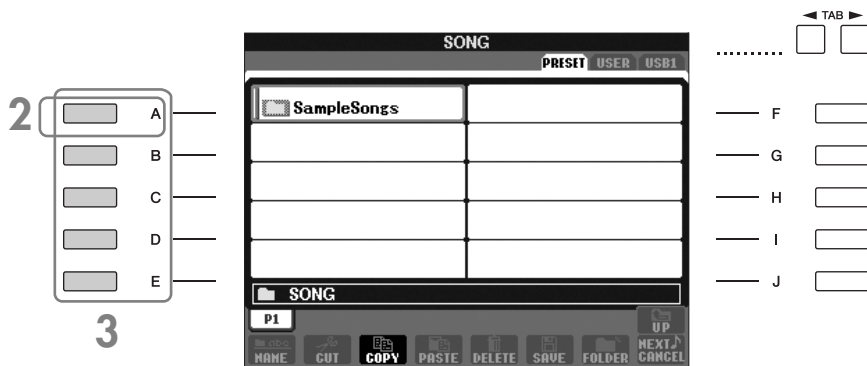 ◄ TAB ►
SONG
PRESET USER USB1
2
A
SampleSongs
F
B
G
C
H
D
I
E
J
SONG
3
P1
UP
NAME CUT COPY PASTE DELETE SAVE FOLDER NEXT CANCEL